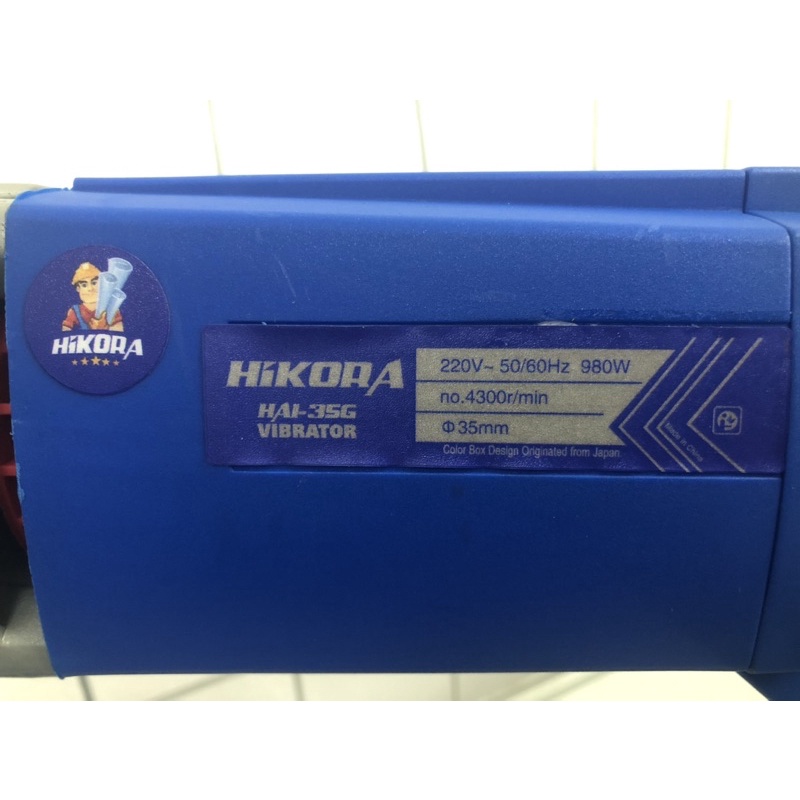 HiKORA
HiKORA
HAI-35G
VIBRATOR
220V~ 50/60Hz 980W
no.4300r/min
Φ35mm
Color Box Design Originated from Japan
Made in China